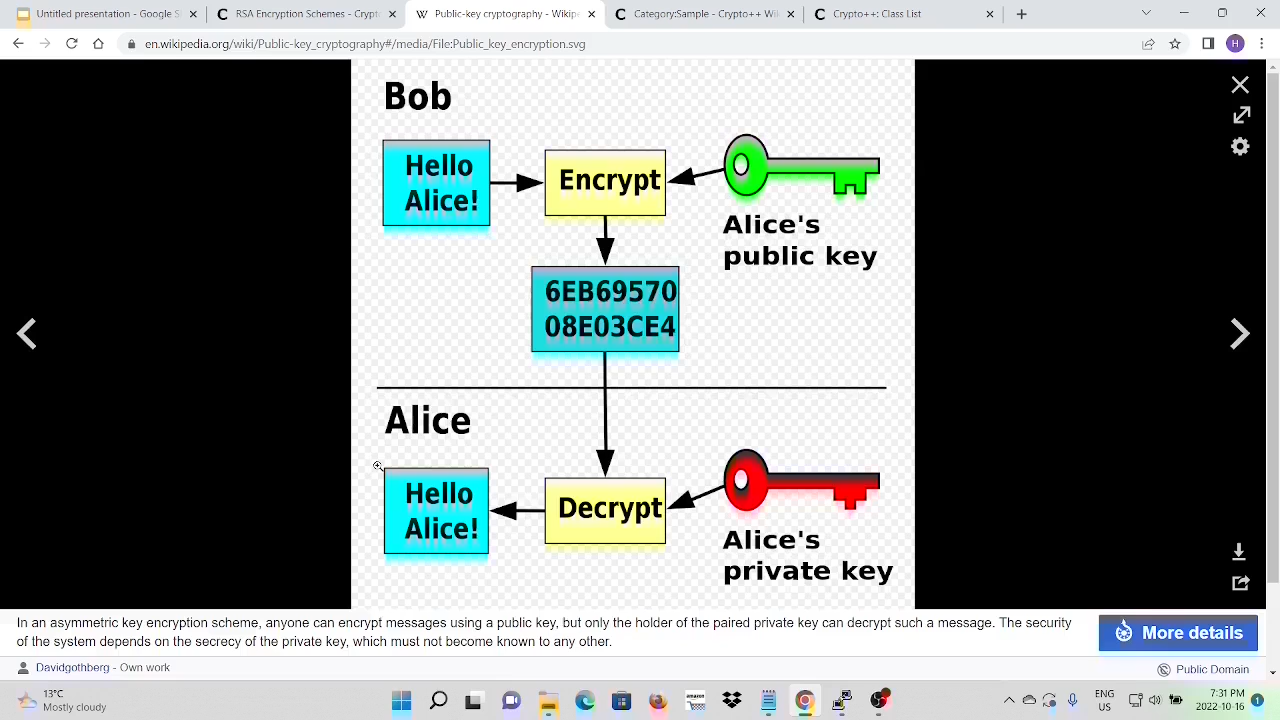 Untitled presentation - Google S
RSA Encryption Schemes - Crypto
Public-key cryptography - Wikipe
Category:Sample - Crypto++ Wiki
Crypto++: Class List
en.wikipedia.org/wiki/Public-key_cryptography#/media/File:Public_key_encryption.svg
H
Bob
Hello
Alice!
Encrypt
Alice's
public key
6EB69570
08E03CE4
Alice
Hello
Alice!
Decrypt
Alice's
private key
In an asymmetric key encryption scheme, anyone can encrypt messages using a public key, but only the holder of the paired private key can decrypt such a message. The security
of the system depends on the secrecy of the private key, which must not become known to any other.
More details
Davidgothberg - Own work
Public Domain
13°C
Mostly cloudy
amazon
ENG
US
7:31 PM
2022-10-16
1